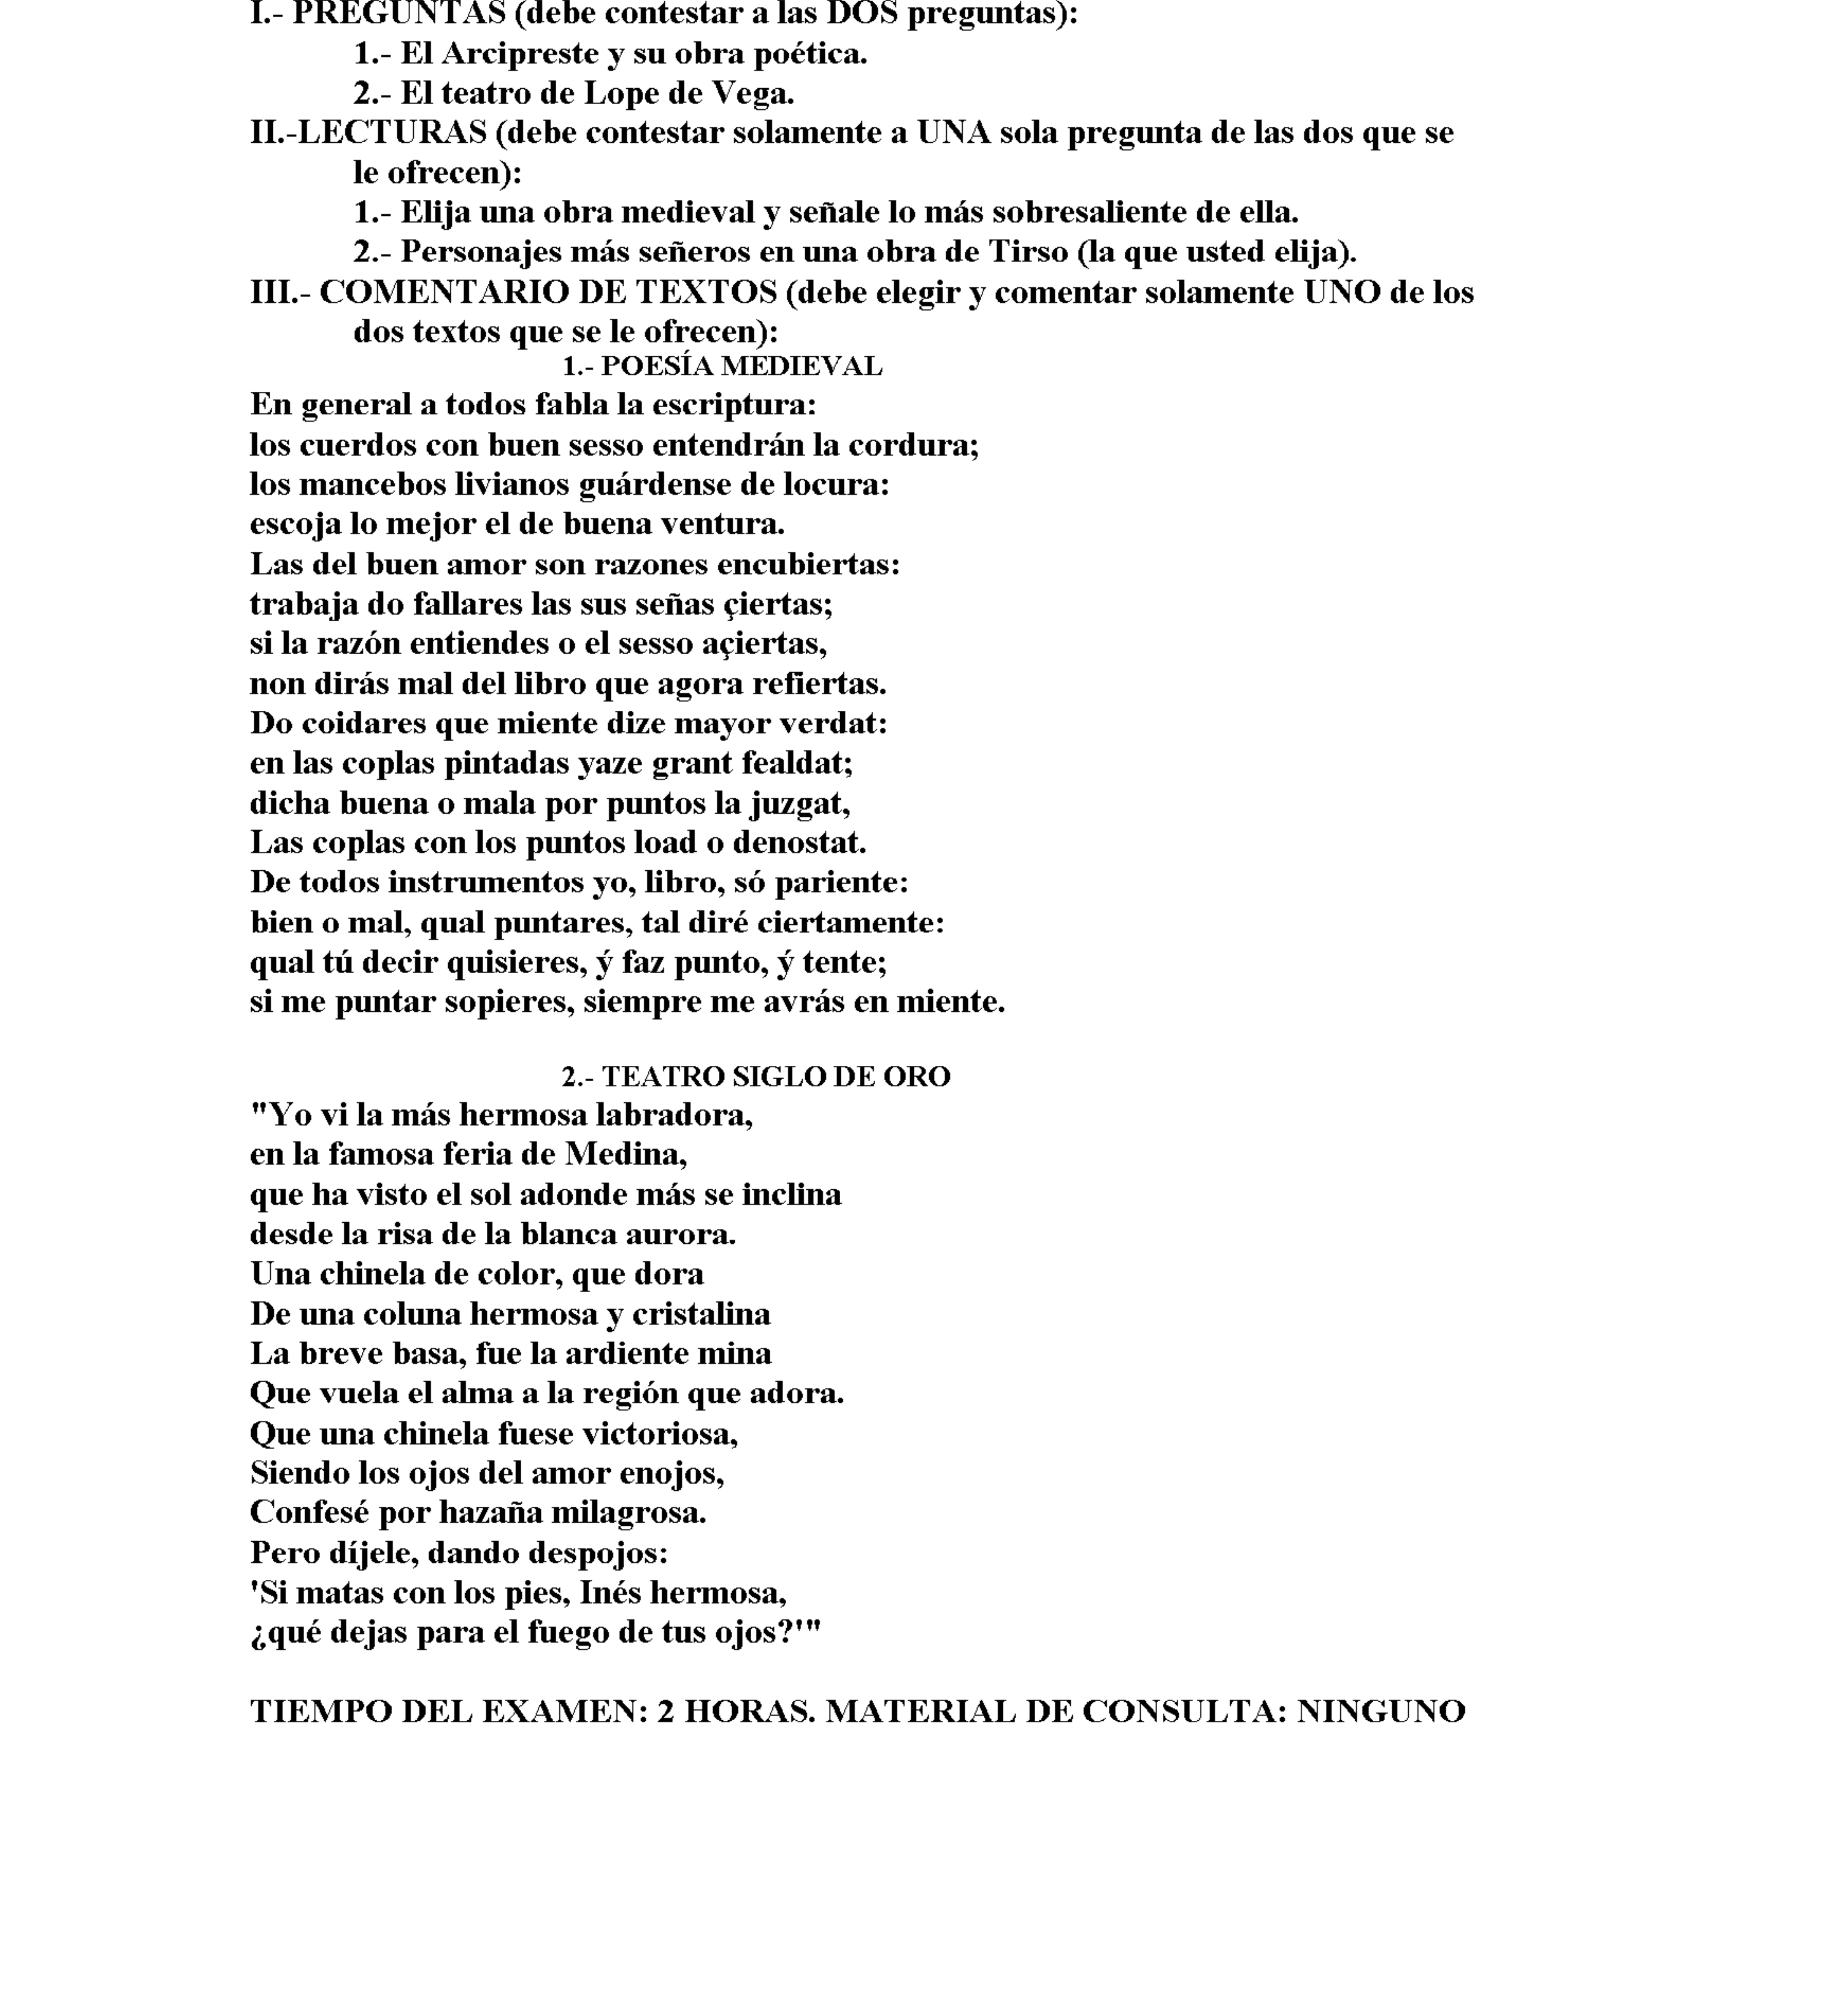 I.- PREGUNTAS (debe contestar a las DOS preguntas):
1.- El Arcipreste y su obra poética.
2.- El teatro de Lope de Vega.
II.-LECTURAS (debe contestar solamente a UNA sola pregunta de las dos que se
le ofrecen):
1.- Elija una obra medieval y señale lo más sobresaliente de ella.
2.- Personajes más señeros en una obra de Tirso (la que usted elija).
III.- COMENTARIO DE TEXTOS (debe elegir y comentar solamente UNO de los
dos textos que se le ofrecen):
1.- POESÍA MEDIEVAL
En general a todos fabla la escriptura:
los cuerdos con buen sesso entendrán la cordura;
los mancebos livianos guárdense de locura:
escoja lo mejor el de buena ventura.
Las del buen amor son razones encubiertas:
trabaja do fallares las sus señas çiertas;
si la razón entiendes o el sesso açiertas,
non dirás mal del libro que agora refiertas.
Do coidares que miente dize mayor verdat:
en las coplas pintadas yaze grant fealdat;
dicha buena o mala por puntos la juzgat,
Las coplas con los puntos load o denostat.
De todos instrumentos yo, libro, só pariente:
bien o mal, qual puntares, tal diré ciertamente:
qual tú decir quisieres, ý faz punto, ý tente;
si me puntar sopieres, siempre me avrás en miente.
2.- TEATRO SIGLO DE ORO
"Yo vi la más hermosa labradora,
en la famosa feria de Medina,
que ha visto el sol adonde más se inclina
desde la risa de la blanca aurora.
Una chinela de color, que dora
De una coluna hermosa y cristalina
La breve basa, fue la ardiente mina
Que vuela el alma a la región que adora.
Que una chinela fuese victoriosa,
Siendo los ojos del amor enojos,
Confesé por hazaña milagrosa.
Pero díjele, dando despojos:
'Si matas con los pies, Inés hermosa,
¿qué dejas para el fuego de tus ojos?'"
TIEMPO DEL EXAMEN: 2 HORAS. MATERIAL DE CONSULTA: NINGUNO